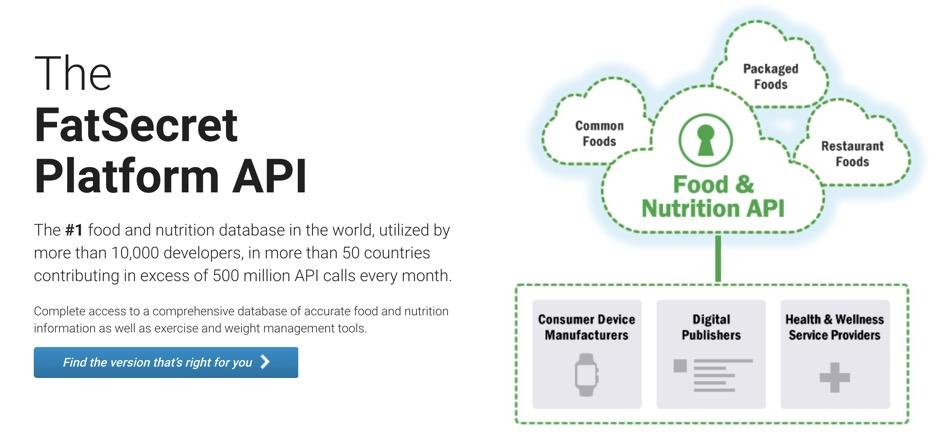 The
FatSecret
Platform API
The #1 food and nutrition database in the world, utilized by
more than 10,000 developers, in more than 50 countries
contributing in excess of 500 million API calls every month.
Complete access to a comprehensive database of accurate food and nutrition
information as well as exercise and weight management tools.
Find the version that's right for you
Packaged
Foods
Common
Foods
Restaurant
Foods
Food &
Nutrition API
Consumer Device
Manufacturers
Digital
Publishers
Health & Wellness
Service Providers